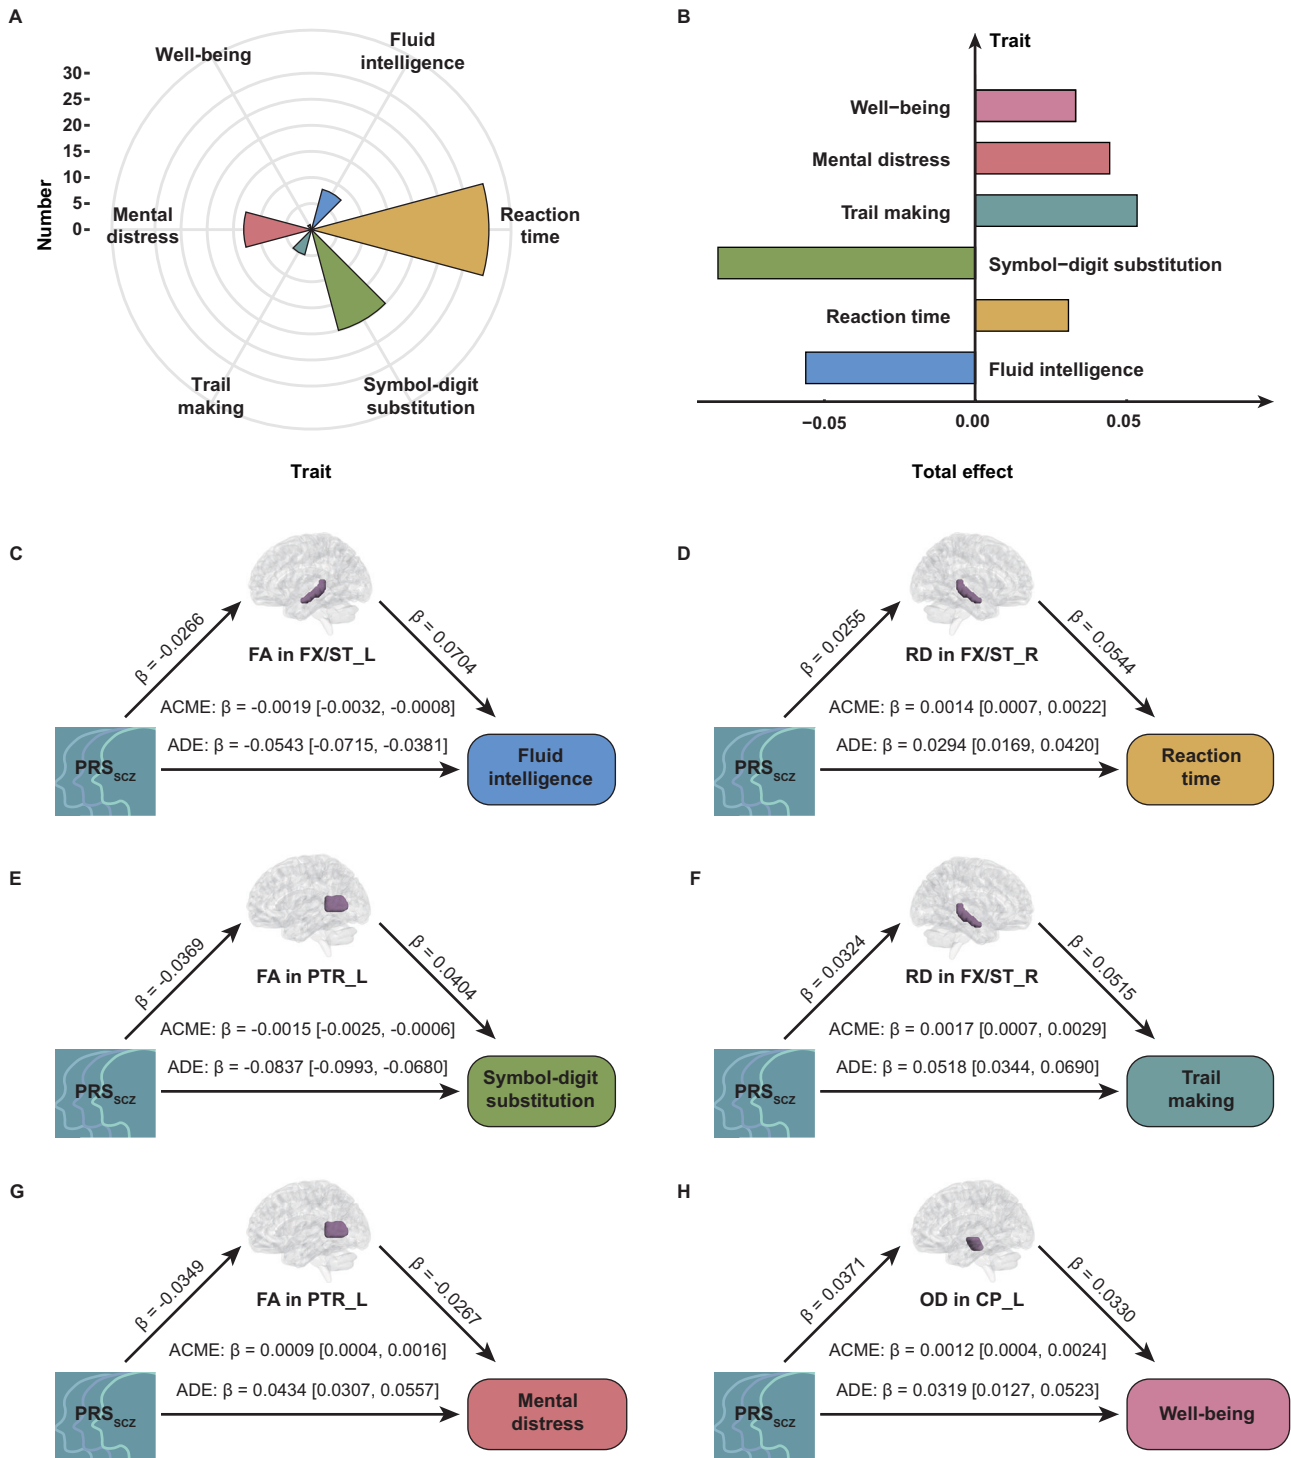 A
Well-being
Fluid
intelligence
30-
25-
20-
15-
10-
5-
0-
Number
Mental
distress
Reaction
time
Trail
making
Symbol-digit
substitution
Trait
B
Trait
Well−being
Mental distress
Trail making
Symbol−digit substitution
Reaction time
Fluid intelligence
−0.05
0.00
0.05
Total effect
C
β = -0.0266
β = 0.0704
FA in FX/ST_L
ACME: β = -0.0019 [-0.0032, -0.0008]
ADE: β = -0.0543 [-0.0715, -0.0381]
PRSSCZ
Fluid
intelligence
D
β = 0.0255
β = 0.0544
RD in FX/ST_R
ACME: β = 0.0014 [0.0007, 0.0022]
ADE: β = 0.0294 [0.0169, 0.0420]
PRSSCZ
Reaction
time
E
β = -0.0369
β = 0.0404
FA in PTR_L
ACME: β = -0.0015 [-0.0025, -0.0006]
ADE: β = -0.0837 [-0.0993, -0.0680]
PRSSCZ
Symbol-digit
substitution
F
β = 0.0324
β = 0.0515
RD in FX/ST_R
ACME: β = 0.0017 [0.0007, 0.0029]
ADE: β = 0.0518 [0.0344, 0.0690]
PRSSCZ
Trail
making
G
β = -0.0349
β = -0.0267
FA in PTR_L
ACME: β = 0.0009 [0.0004, 0.0016]
ADE: β = 0.0434 [0.0307, 0.0557]
PRSSCZ
Mental
distress
H
β = 0.0371
β = 0.0330
OD in CP_L
ACME: β = 0.0012 [0.0004, 0.0024]
ADE: β = 0.0319 [0.0127, 0.0523]
PRSSCZ
Well-being